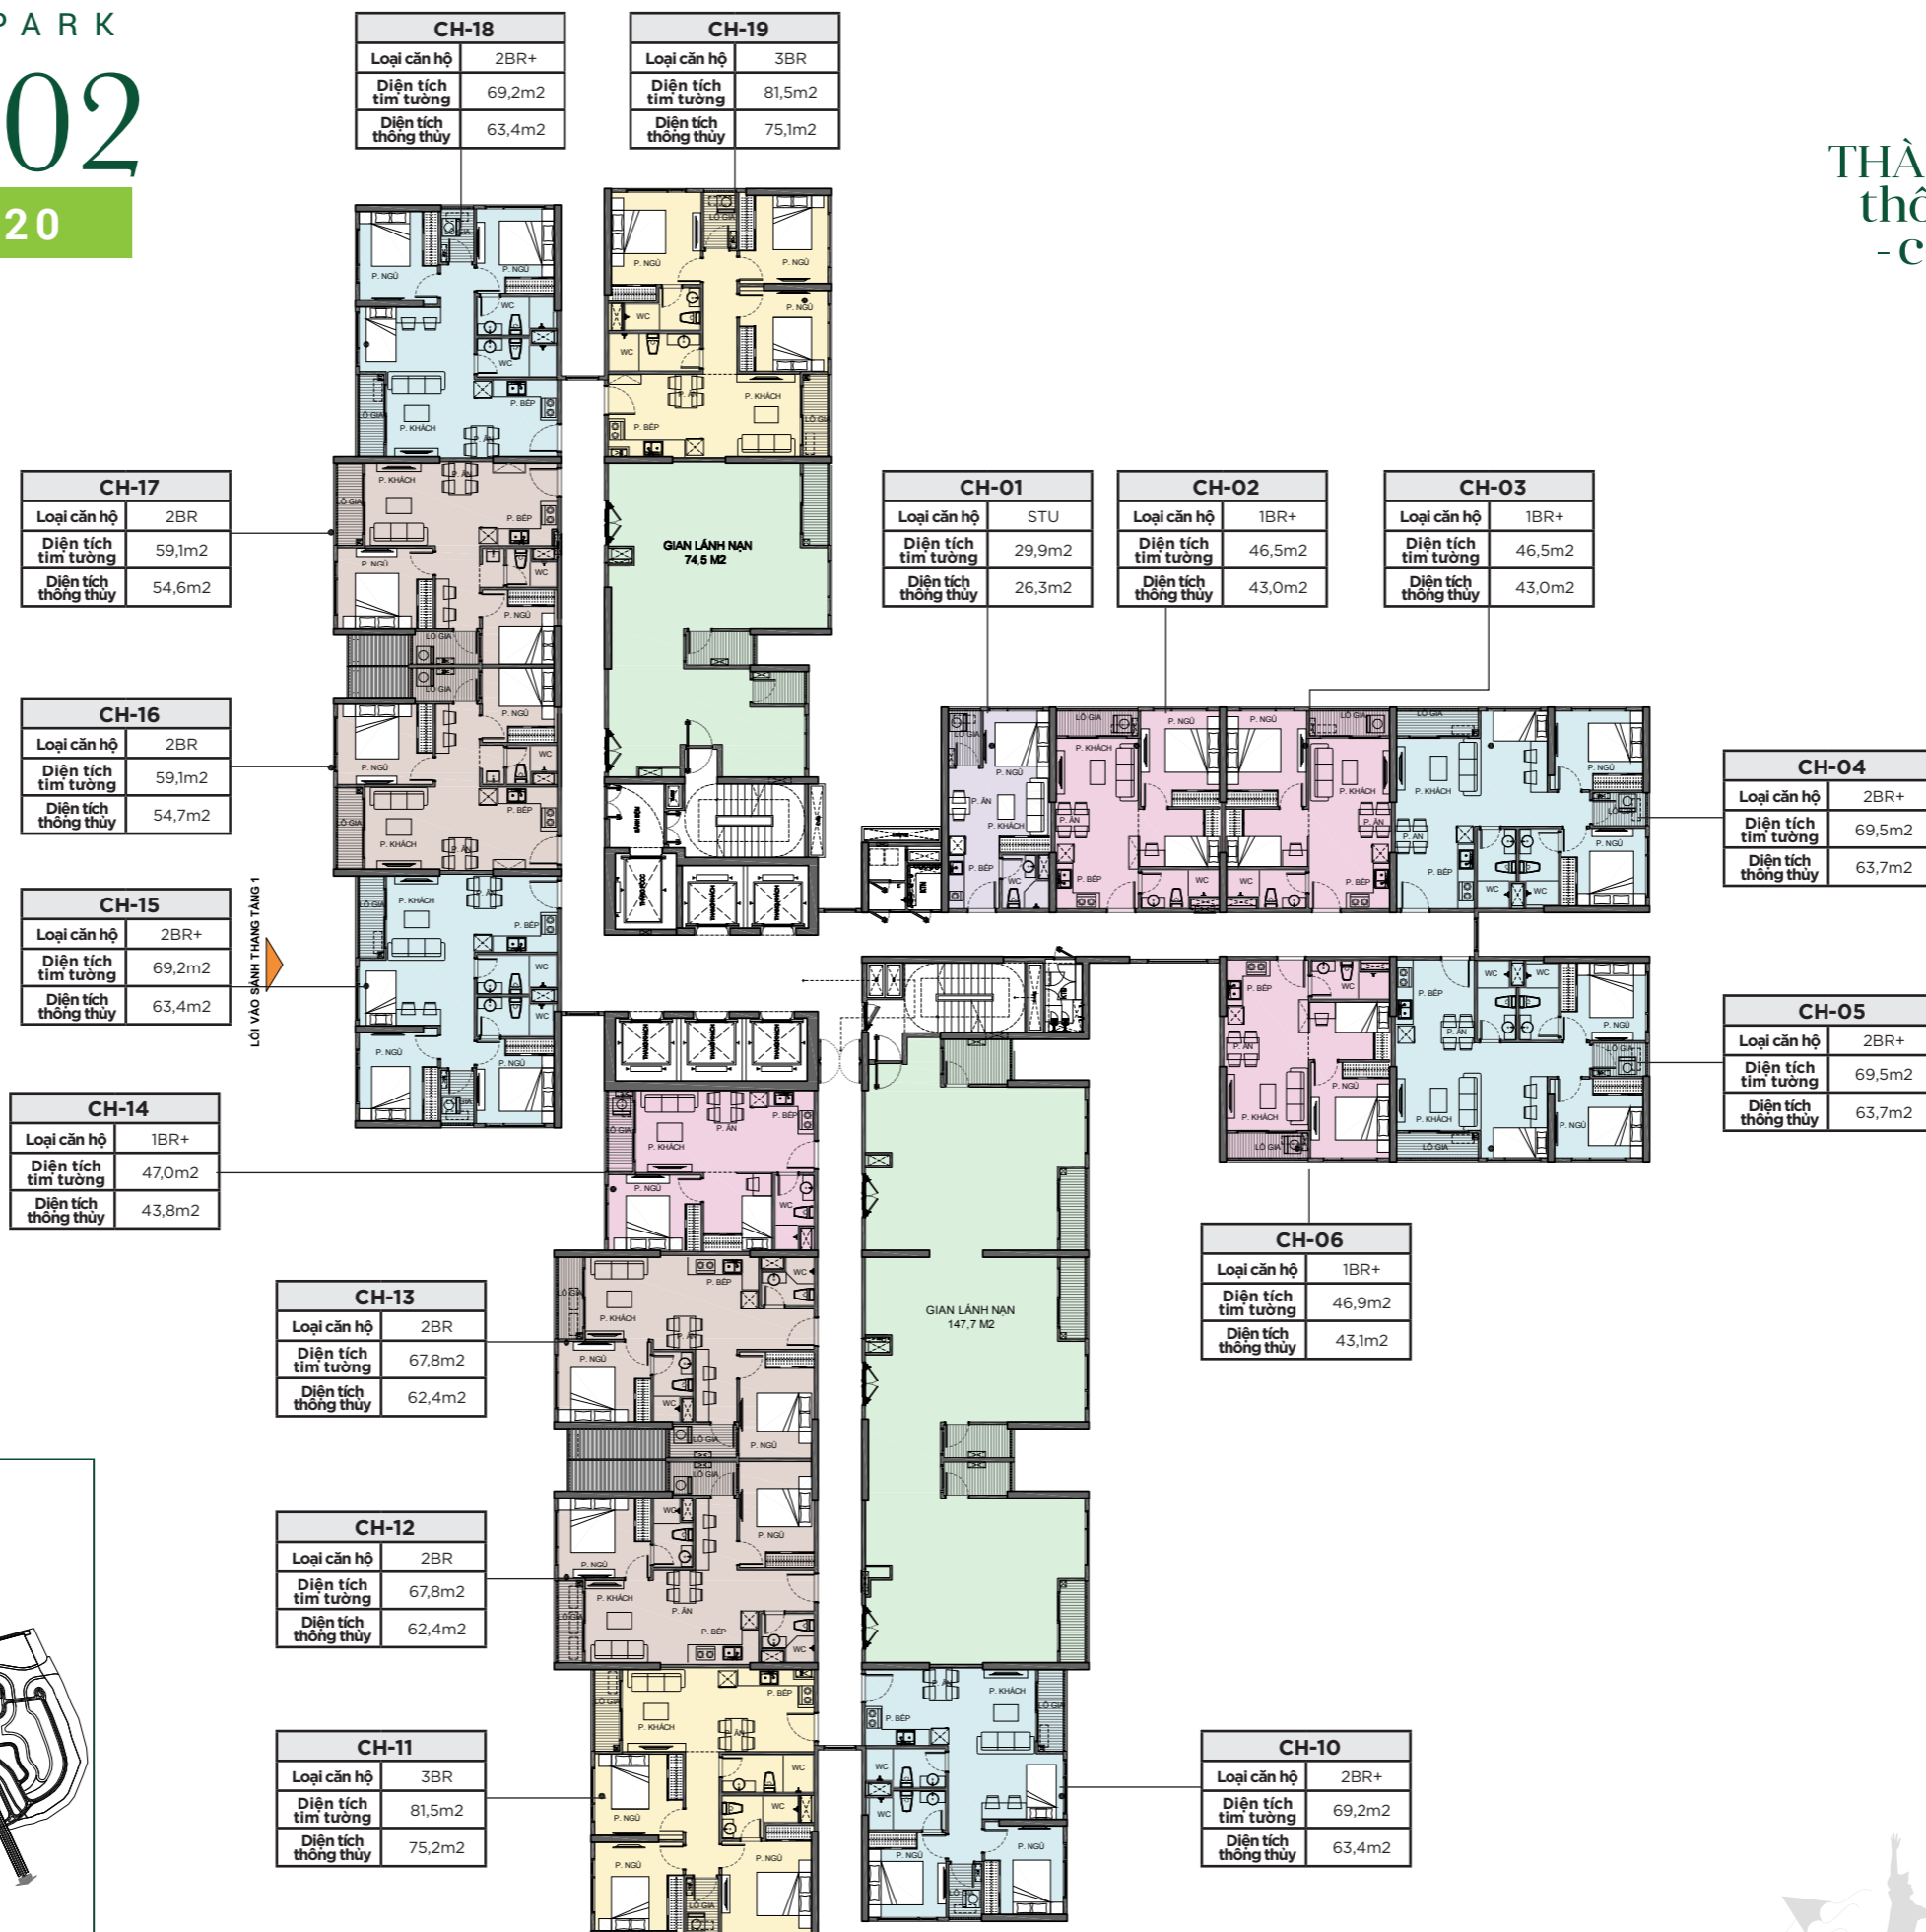 PARK
02
20
THÀ
thô
- c
CH-18
Loại căn hộ 2BR+
Diện tích tim tường 69,2m2
Diện tích thông thủy 63,4m2
CH-19
Loại căn hộ 3BR
Diện tích tim tường 81,5m2
Diện tích thông thủy 75,1m2
CH-17
Loại căn hộ 2BR
Diện tích tim tường 59,1m2
Diện tích thông thủy 54,6m2
CH-01
Loại căn hộ STU
Diện tích tim tường 29,9m2
Diện tích thông thủy 26,3m2
CH-02
Loại căn hộ 1BR+
Diện tích tim tường 46,5m2
Diện tích thông thủy 43,0m2
CH-03
Loại căn hộ 1BR+
Diện tích tim tường 46,5m2
Diện tích thông thủy 43,0m2
GIAN LÁNH NẠN
74,5 M2
CH-16
Loại căn hộ 2BR
Diện tích tim tường 59,1m2
Diện tích thông thủy 54,7m2
CH-04
Loại căn hộ 2BR+
Diện tích tim tường 69,5m2
Diện tích thông thủy 63,7m2
CH-15
Loại căn hộ 2BR+
Diện tích tim tường 69,2m2
Diện tích thông thủy 63,4m2
LỐI VÀO SẢNH THANG TẦNG 1
CH-05
Loại căn hộ 2BR+
Diện tích tim tường 69,5m2
Diện tích thông thủy 63,7m2
CH-14
Loại căn hộ 1BR+
Diện tích tim tường 47,0m2
Diện tích thông thủy 43,8m2
CH-06
Loại căn hộ 1BR+
Diện tích tim tường 46,9m2
Diện tích thông thủy 43,1m2
CH-13
Loại căn hộ 2BR
Diện tích tim tường 67,8m2
Diện tích thông thủy 62,4m2
GIAN LÁNH NẠN
147,7 M2
CH-12
Loại căn hộ 2BR
Diện tích tim tường 67,8m2
Diện tích thông thủy 62,4m2
CH-11
Loại căn hộ 3BR
Diện tích tim tường 81,5m2
Diện tích thông thủy 75,2m2
CH-10
Loại căn hộ 2BR+
Diện tích tim tường 69,2m2
Diện tích thông thủy 63,4m2
P. NGỦ
P. KHÁCH
P. BẾP
P. ĂN
LÔ GIA
WC